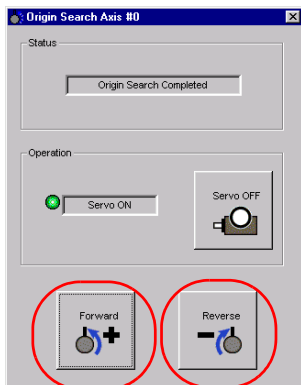 Origin Search Axis #0
Status
Origin Search Completed
Operation
Servo ON
Servo OFF
Forward
+
Reverse
-